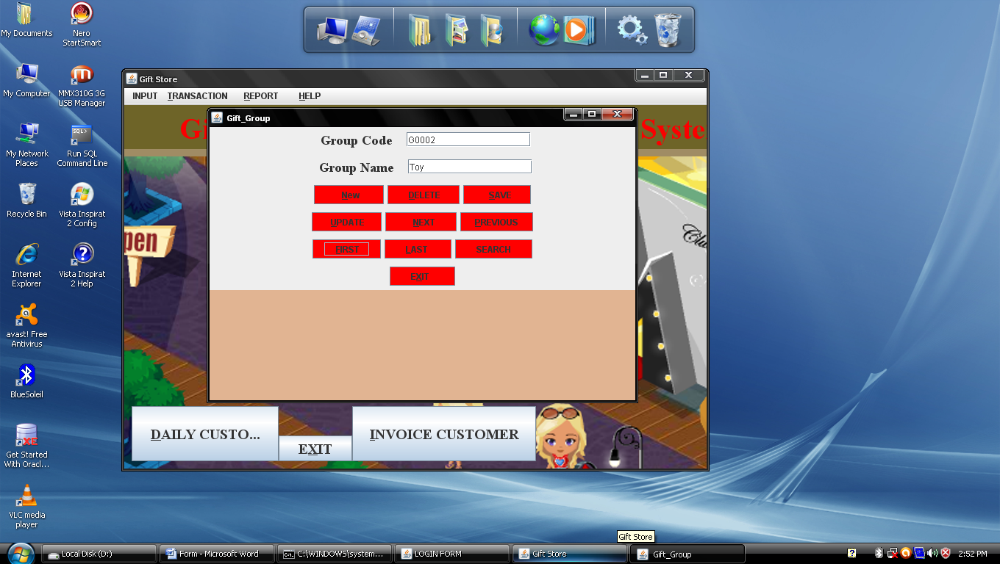 My Documents
Nero
StartSmart
My Computer
MMX310G 3G
USB Manager
My Network
Places
SQL>
Run SQL
Command Line
Recycle Bin
Vista Inspirat
2 Config
Internet
Explorer
Vista Inspirat
2 Help
avast! Free
Antivirus
BlueSoleil
XE
Get Started
With Oracl...
VLC media
player
Gift Store
INPUT TRANSACTION REPORT HELP
Gi
Syste
Gift_Group
Group Code G0002
Group Name Toy
New DELETE SAVE
UPDATE NEXT PREVIOUS
FIRST LAST SEARCH
EXIT
pen
DAILY CUSTO...
EXIT
INVOICE CUSTOMER
Gift Store
Local Disk (D:)
Form - Microsoft Word
C:\WINDOWS\system...
LOGIN FORM
Gift Store
Gift_Group
2:52 PM